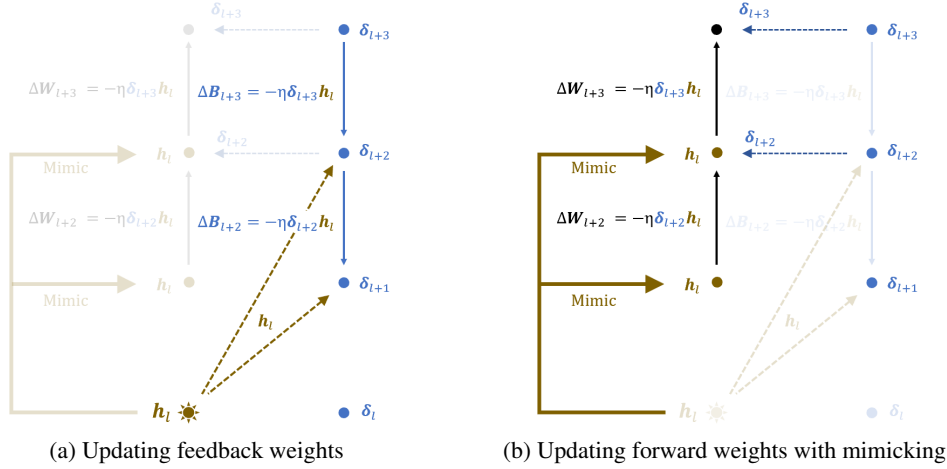 δ_{l+3} δ_{l+3}
ΔW_{l+3} = −ηδ_{l+3}h_l ΔB_{l+3} = −ηδ_{l+3}h_l
δ_{l+2}
Mimic h_l δ_{l+2}
ΔW_{l+2} = −ηδ_{l+2}h_l ΔB_{l+2} = −ηδ_{l+2}h_l
Mimic h_l δ_{l+1}
h_l
h_l δ_l
(a) Updating feedback weights
δ_{l+3} δ_{l+3}
ΔW_{l+3} = −ηδ_{l+3}h_l ΔB_{l+3} = −ηδ_{l+3}h_l
δ_{l+2}
Mimic h_l δ_{l+2}
ΔW_{l+2} = −ηδ_{l+2}h_l ΔB_{l+2} = −ηδ_{l+2}h_l
Mimic h_l δ_{l+1}
h_l
h_l δ_l
(b) Updating forward weights with mimicking